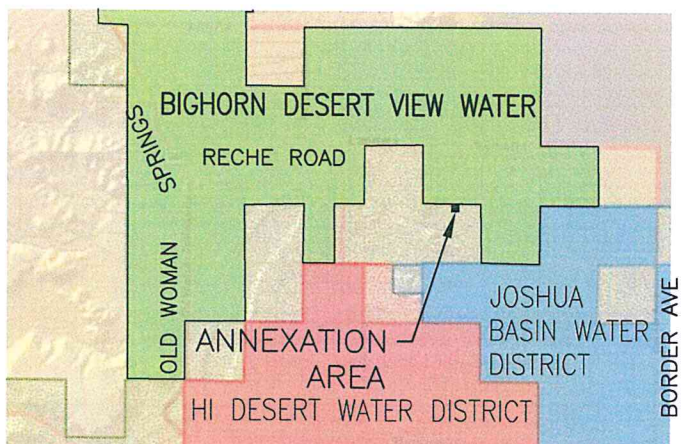 BIGHORN DESERT VIEW WATER
RECHE ROAD
SPRINGS
OLD WOMAN
ANNEXATION
AREA
HI DESERT WATER DISTRICT
JOSHUA
BASIN WATER
DISTRICT
BORDER AVE